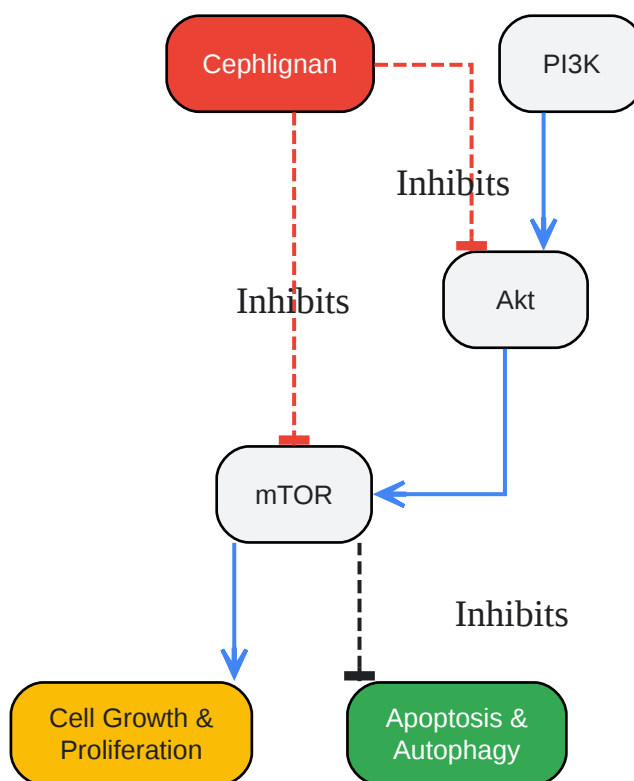 Cephlignan
PI3K
Inhibits
Akt
Inhibits
mTOR
Inhibits
Cell Growth &
Proliferation
Apoptosis &
Autophagy